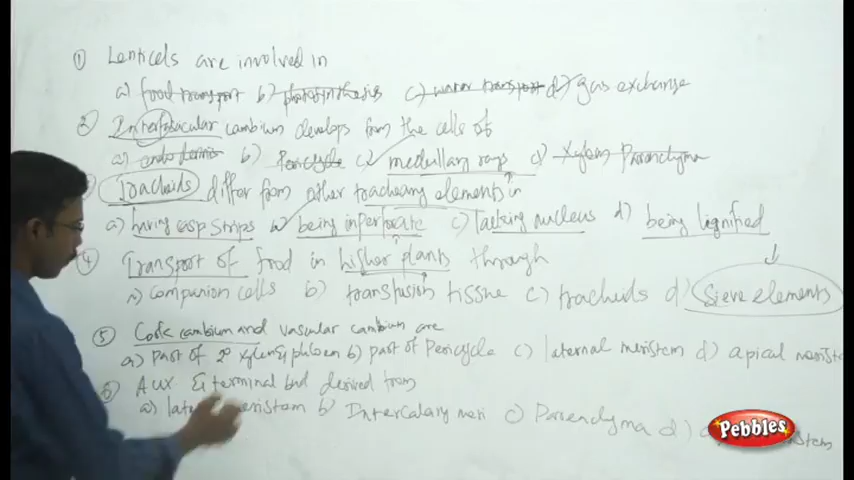 ① Lenticels are involved in
a) food transport b) photosynthesis c) water transport d) gas exchange
② Interfascicular cambium develops from the cells of
a) endodermis b) Pericycle c) medullary rays d) Xylem Parenchyma
Tracheids differ from other tracheary elements in
a) having casp strips being imperforate c) lacking nucleus d) being lignified
④ Transport of food in higher plants through
a) companion cells b) transfusion tissue c) tracheids d) Sieve elements
⑤ Cork cambium and vascular cambium are
a) part of 2° xylem & phloem b) part of Pericycle c) laternal meristem d) apical
⑥ Aux & terminal bud derived from
a) meristem b) Intercalary meri c) Parenchyma d)
Pebbles